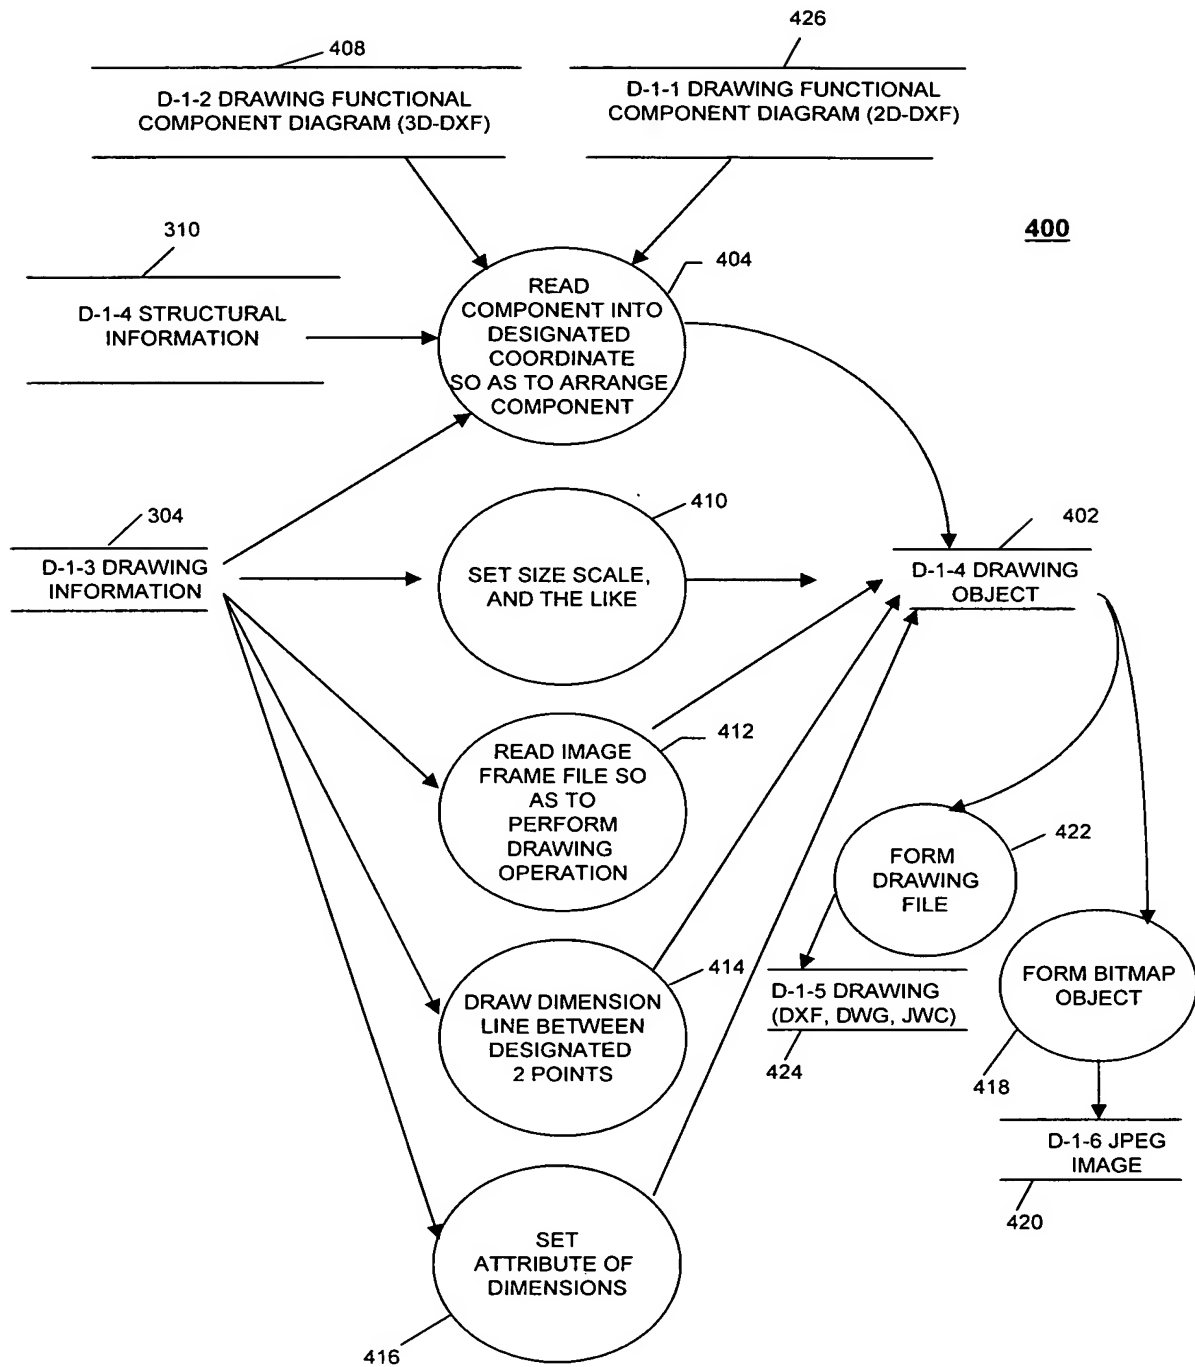 408
D-1-2 DRAWING FUNCTIONAL
COMPONENT DIAGRAM (3D-DXF)
426
D-1-1 DRAWING FUNCTIONAL
COMPONENT DIAGRAM (2D-DXF)
400
310
D-1-4 STRUCTURAL
INFORMATION
404
READ
COMPONENT INTO
DESIGNATED
COORDINATE
SO AS TO ARRANGE
COMPONENT
304
D-1-3 DRAWING
INFORMATION
410
SET SIZE SCALE,
AND THE LIKE
402
D-1-4 DRAWING
OBJECT
412
READ IMAGE
FRAME FILE SO
AS TO
PERFORM
DRAWING
OPERATION
422
FORM
DRAWING
FILE
414
DRAW DIMENSION
LINE BETWEEN
DESIGNATED
2 POINTS
D-1-5 DRAWING
(DXF, DWG, JWC)
424
FORM BITMAP
OBJECT
418
D-1-6 JPEG
IMAGE
420
SET
ATTRIBUTE OF
DIMENSIONS
416